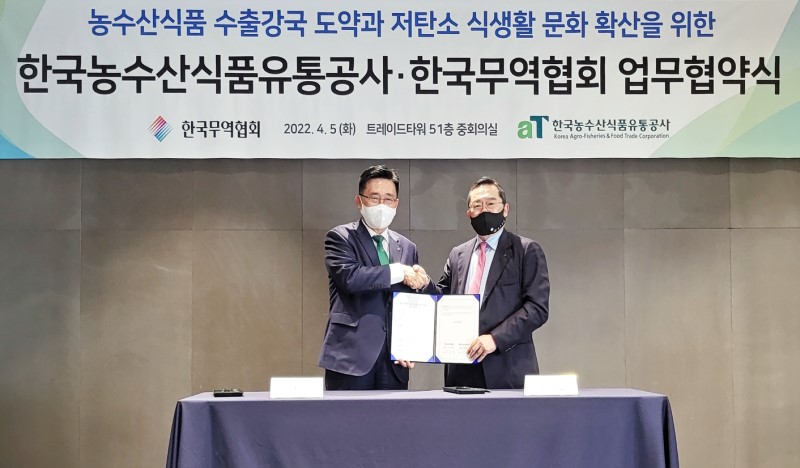 농수산식품 수출강국 도약과 저탄소 식생활 문화 확산을 위한
한국농수산식품유통공사·한국무역협회 업무협약식
한국무역협회 2022. 4. 5 (화) 트레이드타워 51층 중회의실 aT 한국농수산식품유통공사
Korea Agro-Fisheries & Food Trade Corporation